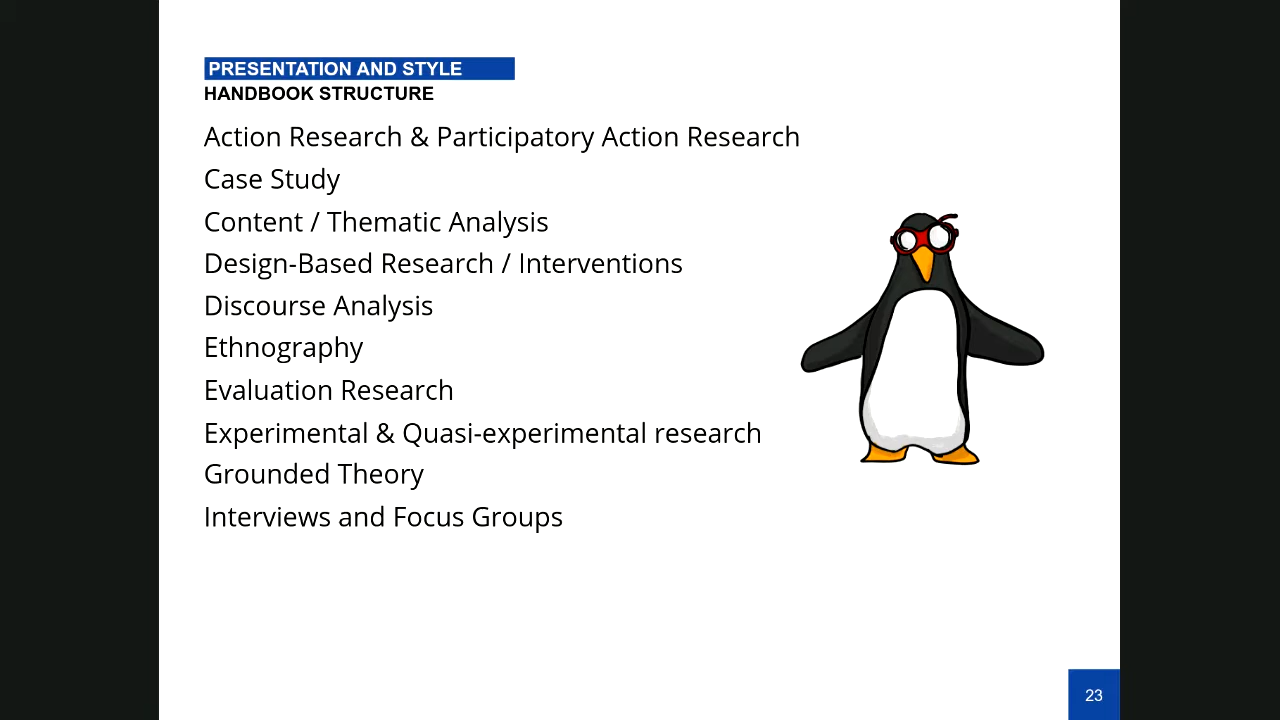 PRESENTATION AND STYLE
HANDBOOK STRUCTURE
Action Research & Participatory Action Research
Case Study
Content / Thematic Analysis
Design-Based Research / Interventions
Discourse Analysis
Ethnography
Evaluation Research
Experimental & Quasi-experimental research
Grounded Theory
Interviews and Focus Groups
23